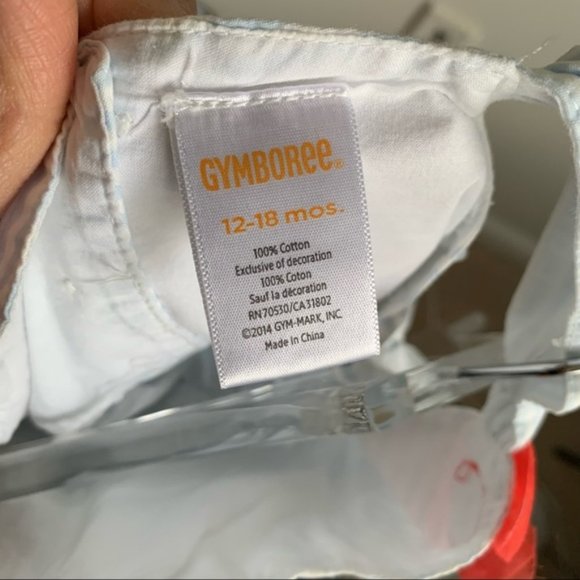 GYMBOREE
12-18 mos.
100% Cotton
Exclusive of decoration
100% Coton
Sauf la décoration
RN70530/CA31802
©2014 GYM-MARK, INC.
Made in China